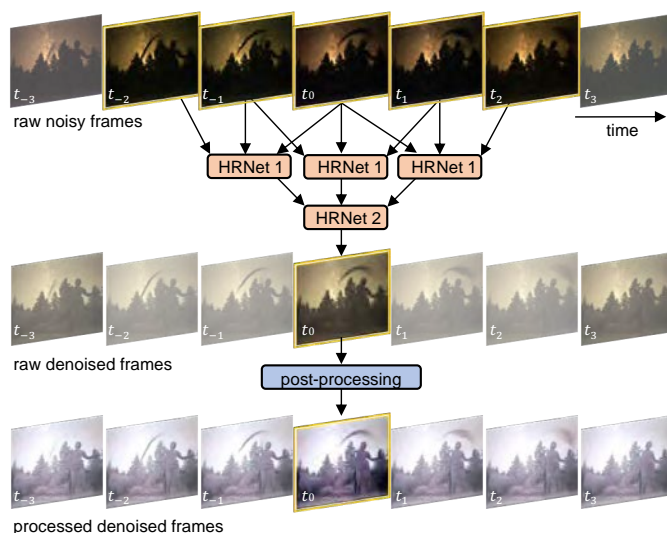 t₋₃ t₋₂ t₋₁ t₀ t₁ t₂ t₃
raw noisy frames
time
HRNet 1 HRNet 1 HRNet 1
HRNet 2
t₋₃ t₋₂ t₋₁ t₀ t₁ t₂ t₃
raw denoised frames
post-processing
t₋₃ t₋₂ t₋₁ t₀ t₁ t₂ t₃
processed denoised frames